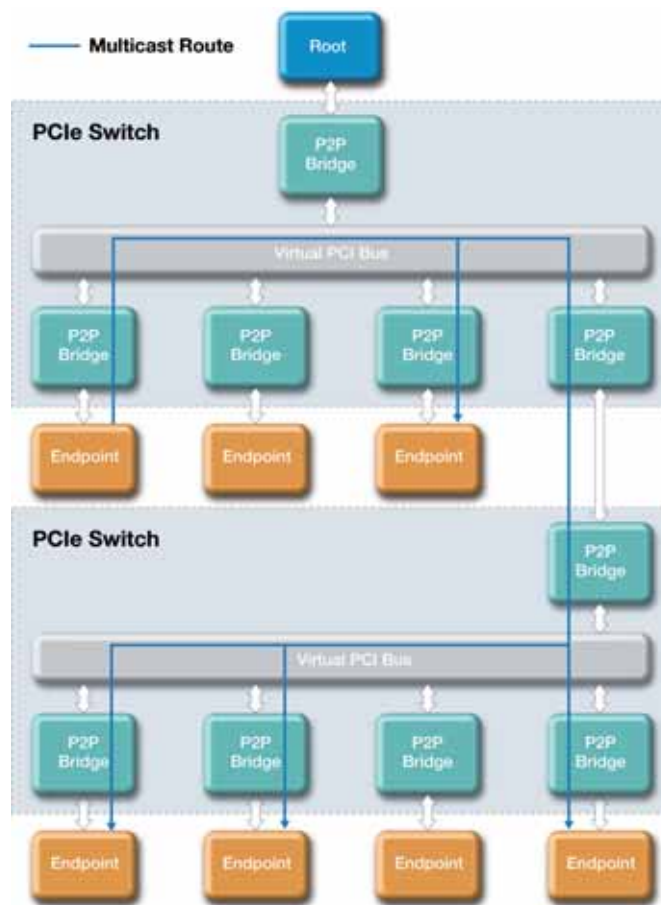 Multicast Route
Root
PCIe Switch
P2P
Bridge
Virtual PCI Bus
P2P
Bridge
P2P
Bridge
P2P
Bridge
P2P
Bridge
Endpoint
Endpoint
Endpoint
PCIe Switch
P2P
Bridge
Virtual PCI Bus
P2P
Bridge
P2P
Bridge
P2P
Bridge
P2P
Bridge
Endpoint
Endpoint
Endpoint
Endpoint